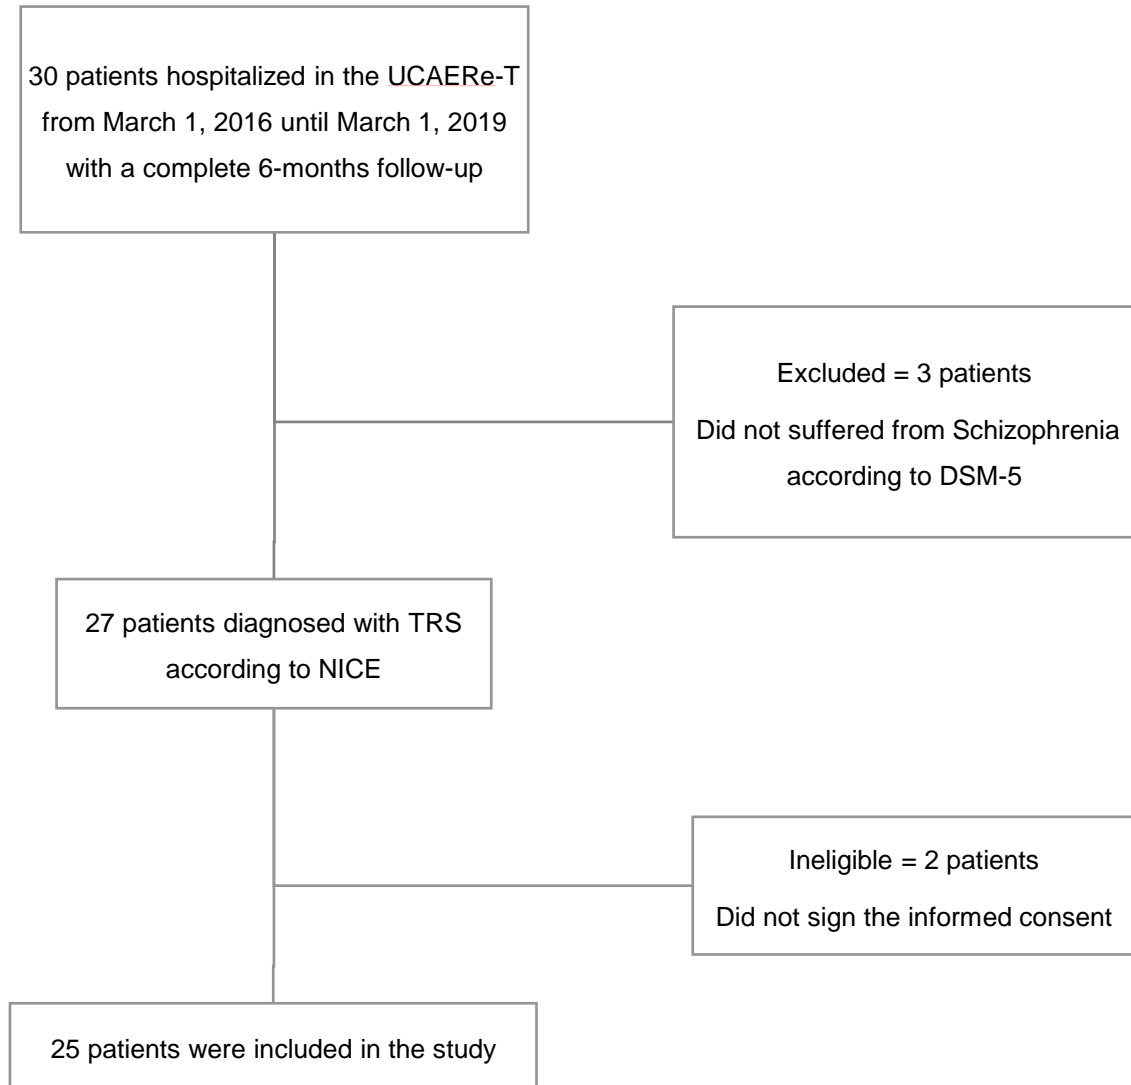 30 patients hospitalized in the UCAERe-T
from March 1, 2016 until March 1, 2019
with a complete 6-months follow-up
Excluded = 3 patients
Did not suffered from Schizophrenia
according to DSM-5
27 patients diagnosed with TRS
according to NICE
Ineligible = 2 patients
Did not sign the informed consent
25 patients were included in the study